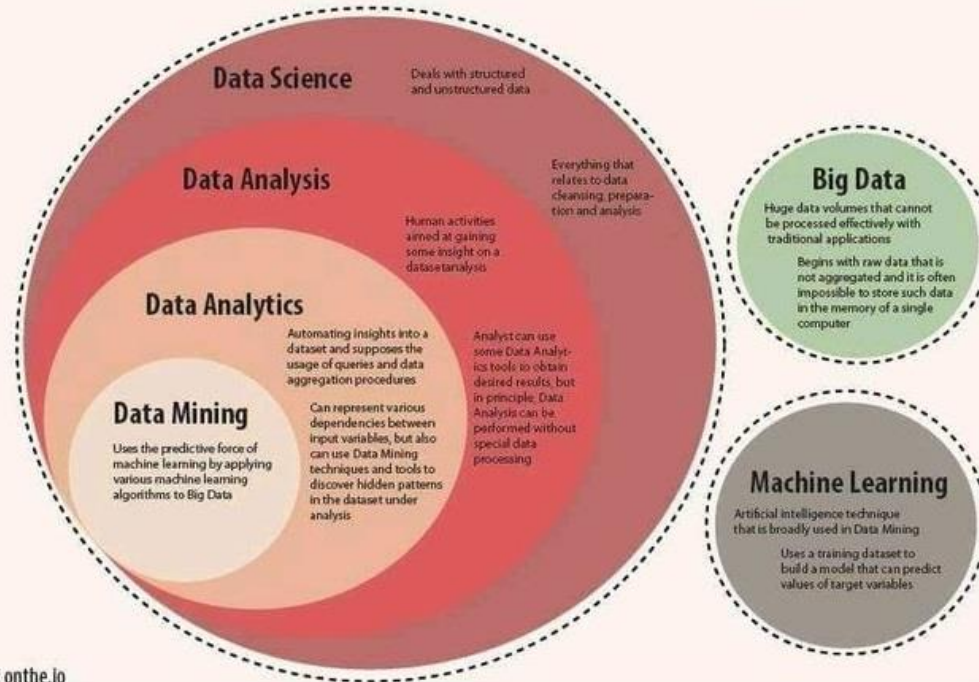 Data Science
Deals with structured
and unstructured data
Everything that
relates to data
cleansing, prepara-
tion and analysis
Data Analysis
Human activities
aimed at gaining
some insight on a
datasetanalysis
Analyst can use
some Data Analyt-
ics tools to obtain
desired results, but
in principle, Data
Analysis can be
performed without
special data
processing
Data Analytics
Automating insights into a
dataset and supposes the
usage of queries and data
aggregation procedures
Can represent various
dependencies between
input variables, but also
can use Data Mining
techniques and tools to
discover hidden patterns
in the dataset under
analysis
Data Mining
Uses the predictive force of
machine learning by applying
various machine learning
algorithms to Big Data
Big Data
Huge data volumes that cannot
be processed effectively with
traditional applications
Begins with raw data that is
not aggregated and it is often
impossible to store such data
in the memory of a single
computer
Machine Learning
Artificial intelligence technique
that is broadly used in Data Mining
Uses a training dataset to
build a model that can predict
values of target variables
onthe.io